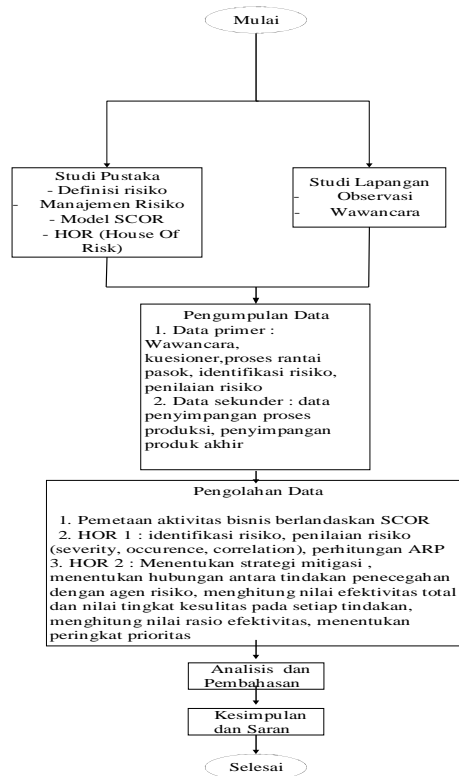 Mulai
Studi Pustaka
- Definisi risiko
- Manajemen Risiko
- Model SCOR
- HOR (House Of
Risk)
Studi Lapangan
- Observasi
- Wawancara
Pengumpulan Data
1. Data primer :
Wawancara,
kuesioner,proses rantai
pasok, identifikasi risiko,
penilaian risiko
2. Data sekunder : data
penyimpangan proses
produksi, penyimpangan
produk akhir
Pengolahan Data
1. Pemetaan aktivitas bisnis berlandaskan SCOR
2. HOR 1 : identifikasi risiko, penilaian risiko
(severity, occurence, correlation), perhitungan ARP
3. HOR 2 : Menentukan strategi mitigasi ,
menentukan hubungan antara tindakan penecegahan
dengan agen risiko, menghitung nilai efektivitas total
dan nilai tingkat kesulitas pada setiap tindakan,
menghitung nilai rasio efektivitas, menentukan
peringkat prioritas
Analisis dan
Pembahasan
Kesimpulan
dan Saran
Selesai